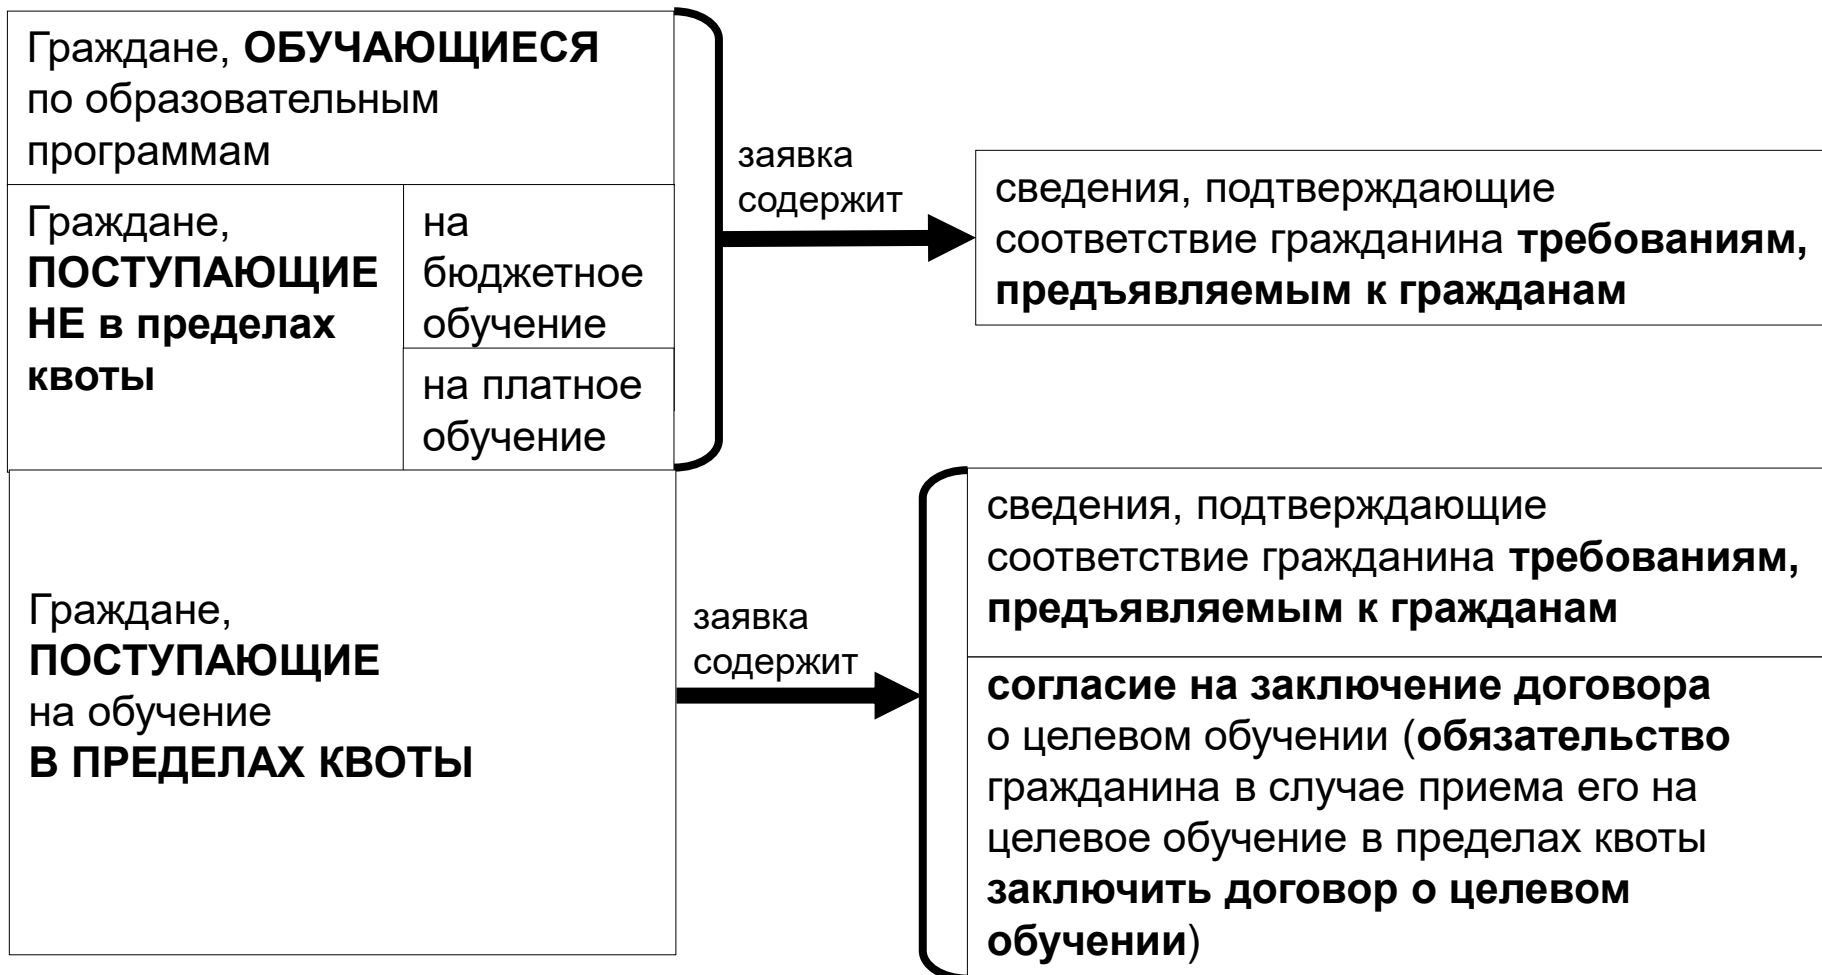 Граждане, ОБУЧАЮЩИЕСЯ
по образовательным
программам
Граждане,
ПОСТУПАЮЩИЕ
НЕ в пределах
квоты
на
бюджетное
обучение
на платное
обучение
заявка
содержит
сведения, подтверждающие
соответствие гражданина требованиям,
предъявляемым к гражданам
Граждане,
ПОСТУПАЮЩИЕ
на обучение
В ПРЕДЕЛАХ КВОТЫ
заявка
содержит
сведения, подтверждающие
соответствие гражданина требованиям,
предъявляемым к гражданам
согласие на заключение договора
о целевом обучении (обязательство
гражданина в случае приема его на
целевое обучение в пределах квоты
заключить договор о целевом
обучении)